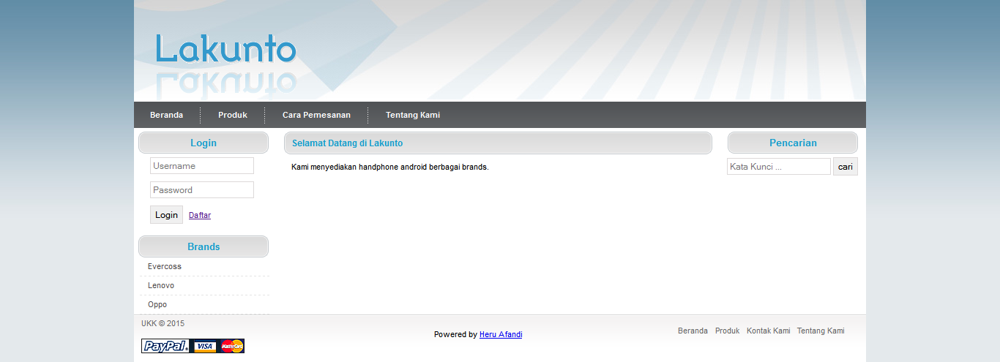 Lakunto
Beranda
Produk
Cara Pemesanan
Tentang Kami
Login
Username
Password
Login Daftar
Brands
Evercoss
Lenovo
Oppo
Selamat Datang di Lakunto
Kami menyediakan handphone android berbagai brands.
Pencarian
Kata Kunci ... cari
UKK © 2015
PayPal VISA MasterCard
Powered by Heru Afandi
Beranda Produk Kontak Kami Tentang Kami